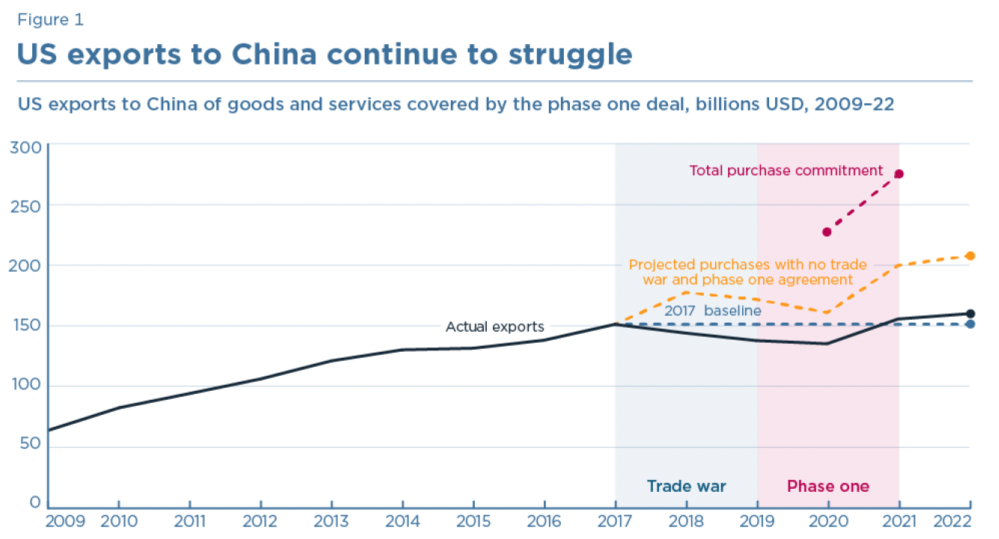 Figure 1
US exports to China continue to struggle
US exports to China of goods and services covered by the phase one deal, billions USD, 2009–22
300
250
200
150
100
50
0
Total purchase commitment
Projected purchases with no trade
war and phase one agreement
2017 baseline
Actual exports
Trade war
Phase one
2009 2010 2011 2012 2013 2014 2015 2016 2017 2018 2019 2020 2021 2022